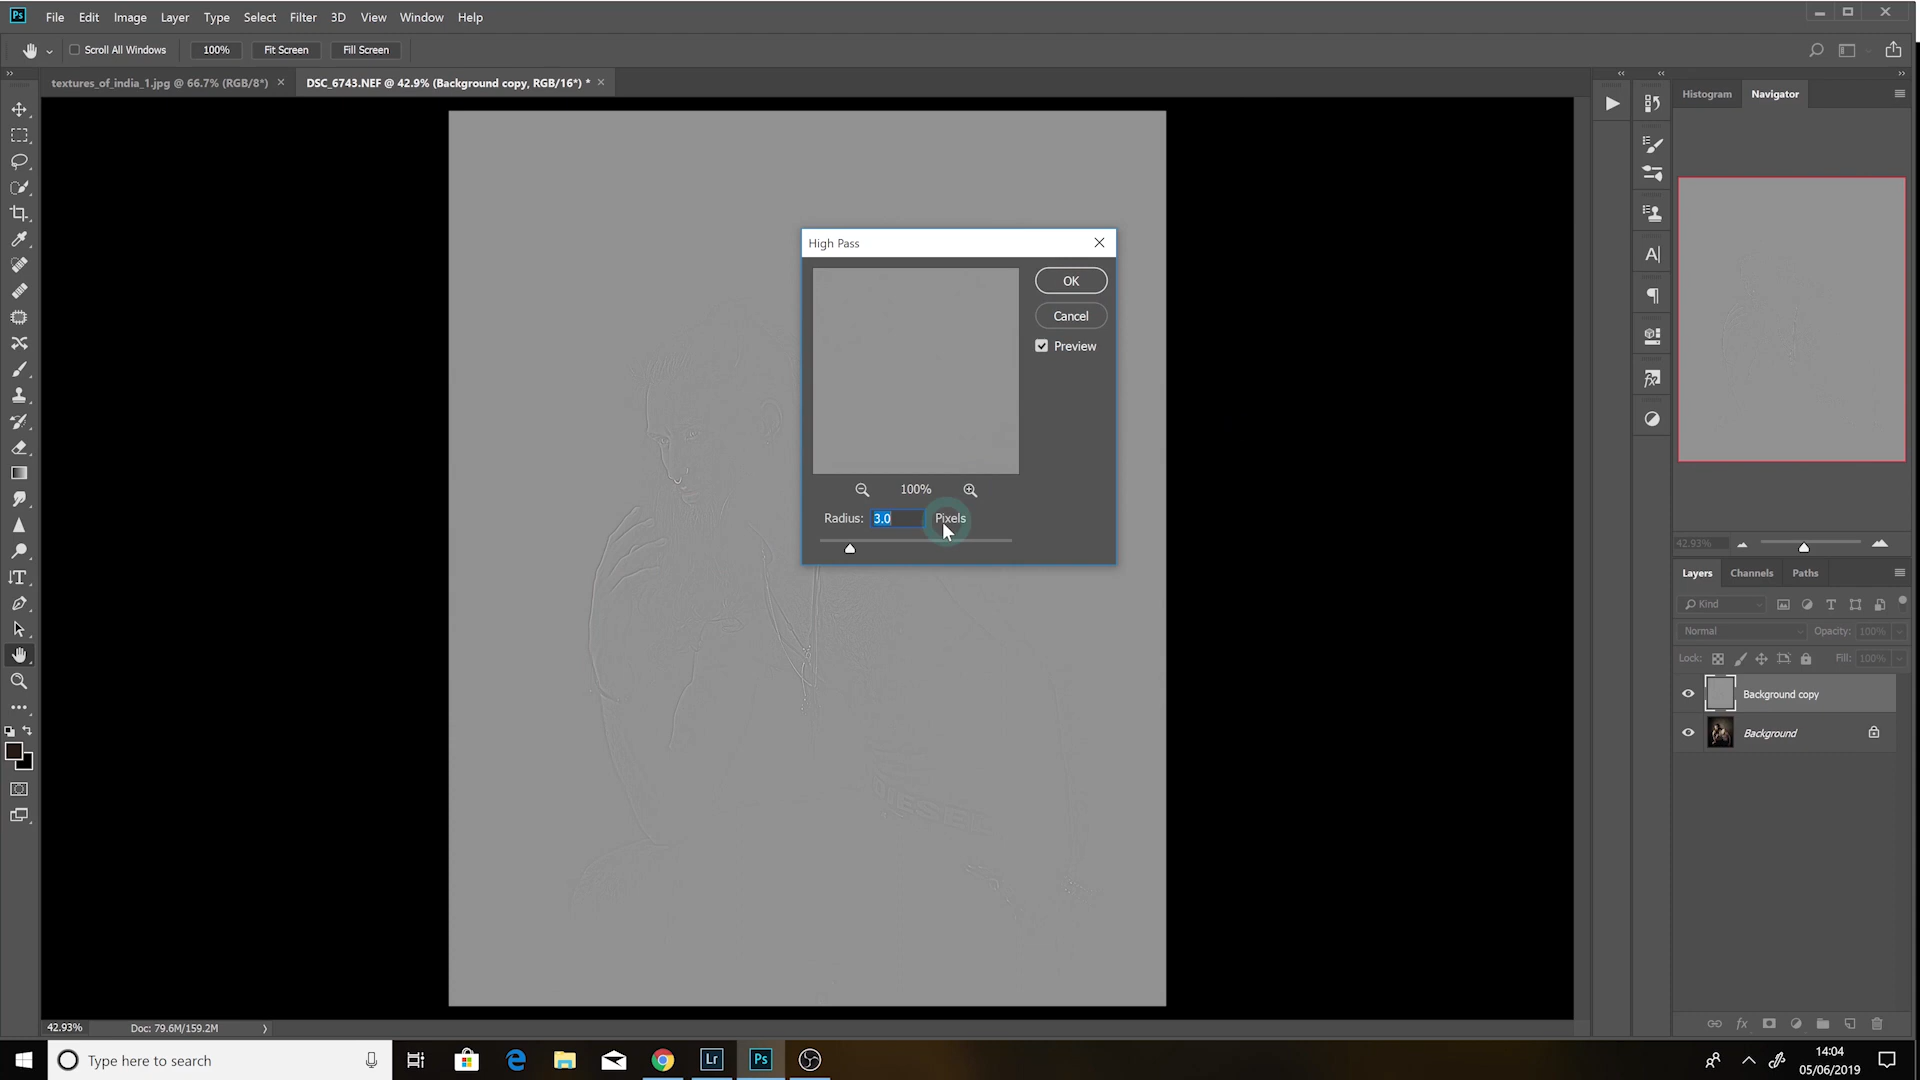 Ps File Edit Image Layer Type Select Filter 3D View Window Help
Scroll All Windows 100% Fit Screen Fill Screen
textures_of_india_1.jpg @ 66.7% (RGB/8*) × DSC_6743.NEF @ 42.9% (Background copy, RGB/16*) * ×
Histogram Navigator
High Pass
OK
Cancel
Preview
100%
Radius: 3.0 Pixels
42.93%
Layers Channels Paths
Kind
Normal Opacity: 100%
Lock: Fill: 100%
Background copy
Background
DIESEL
42.93% Doc: 79.6M/159.2M
Type here to search
Lr Ps
14:04
05/06/2019